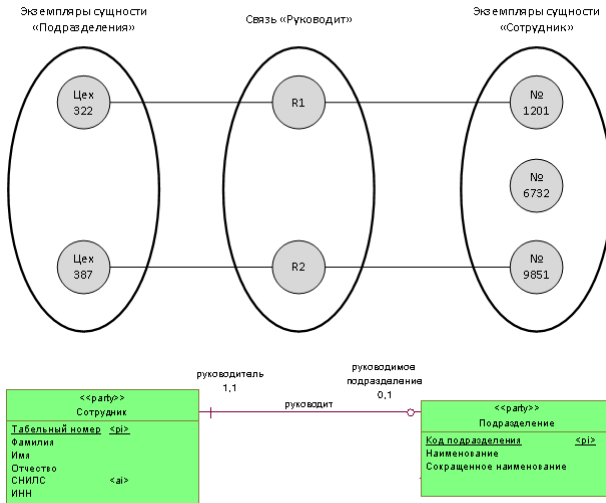 Экземпляры сущности
«Подразделения»
Связь «Руководит»
Экземпляры сущности
«Сотрудник»
Цех
322
R1
№
1201
№
6732
Цех
387
R2
№
9851
руководитель
1,1
руководит
руководимое
подразделение
0,1
<<party>>
Сотрудник
Табельный номер <pi>
Фамилия
Имя
Отчество
СНИЛС <ai>
ИНН
<<party>>
Подразделение
Код подразделения <pi>
Наименование
Сокращенное наименование